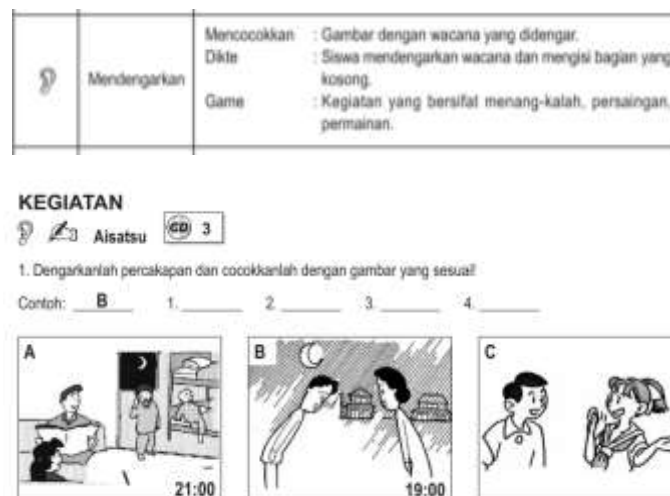 Mendengarkan
Mencocokkan : Gambar dengan wacana yang didengar.
Dikte : Siswa mendengarkan wacana dan mengisi bagian yang
kosong.
Game : Kegiatan yang bersifat menang-kalah, persaingan,
permainan.
KEGIATAN
Aisatsu CD 3
1. Dengarkanlah percakapan dan cocokkanlah dengan gambar yang sesuai!
Contoh: B 1. 2. 3. 4.
A B C
21:00 19:00